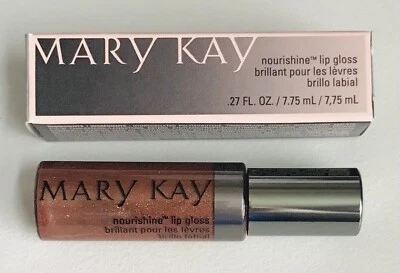 MARY KAY
nourishine™ lip gloss
brillant pour les lèvres
brillo labial
.27 FL. OZ. / 7.75 mL / 7,75 mL
MARY KAY
nourishine™ lip gloss
brillant pour les lèvres
brillo labial